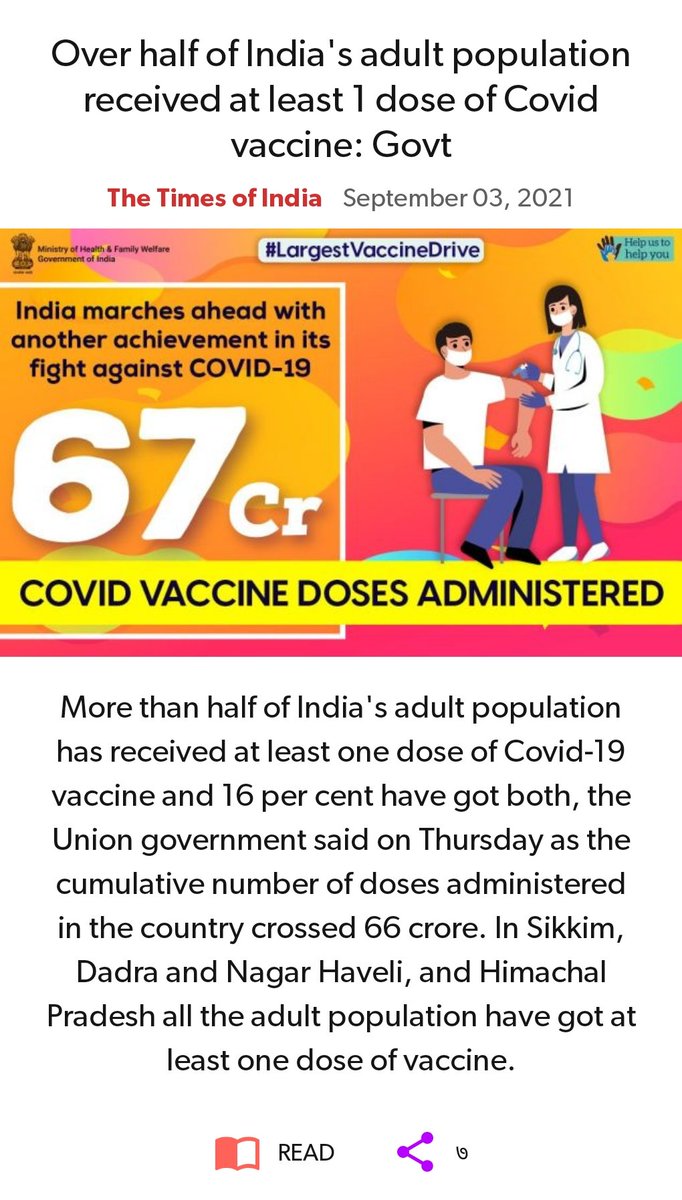 Over half of India's adult population
received at least 1 dose of Covid
vaccine: Govt
The Times of India September 03, 2021
Ministry of Health & Family Welfare
Government of India
#LargestVaccineDrive
Help us to
help you
India marches ahead with
another achievement in its
fight against COVID-19
67 Cr
COVID VACCINE DOSES ADMINISTERED
More than half of India's adult population
has received at least one dose of Covid-19
vaccine and 16 per cent have got both, the
Union government said on Thursday as the
cumulative number of doses administered
in the country crossed 66 crore. In Sikkim,
Dadra and Nagar Haveli, and Himachal
Pradesh all the adult population have got at
least one dose of vaccine.
READ